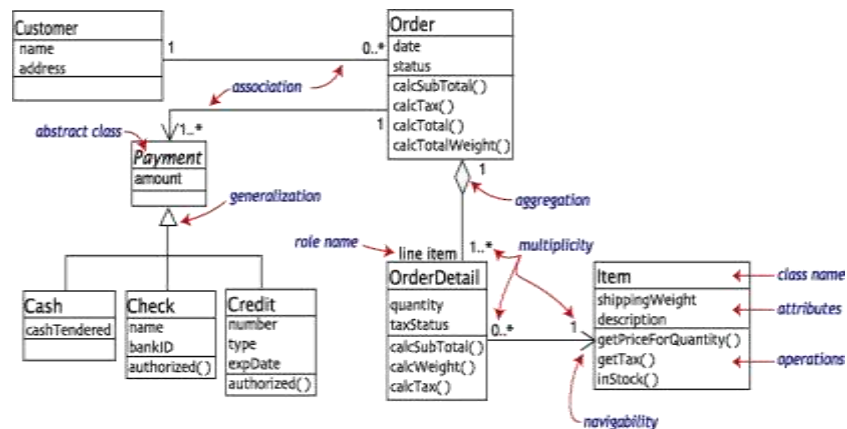 Customer
name
address
1
0..*
association
Order
date
status
calcSubTotal()
calcTax()
calcTotal()
calcTotalWeight()
1
1..*
abstract class
Payment
amount
generalization
1
aggregation
role name
line item
1..*
multiplicity
Cash
cashTendered
Check
name
bankID
authorized()
Credit
number
type
expDate
authorized()
OrderDetail
quantity
taxStatus
calcSubTotal()
calcWeight()
calcTax()
0..*
1
Item
shippingWeight
description
getPriceForQuantity()
getTax()
inStock()
class name
attributes
operations
navigability